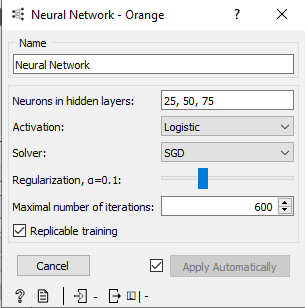 Neural Network - Orange
?
Name
Neural Network
Neurons in hidden layers: 25, 50, 75
Activation: Logistic
Solver: SGD
Regularization, α=0.1:
Maximal number of iterations: 600
Replicable training
Cancel Apply Automatically
? - -